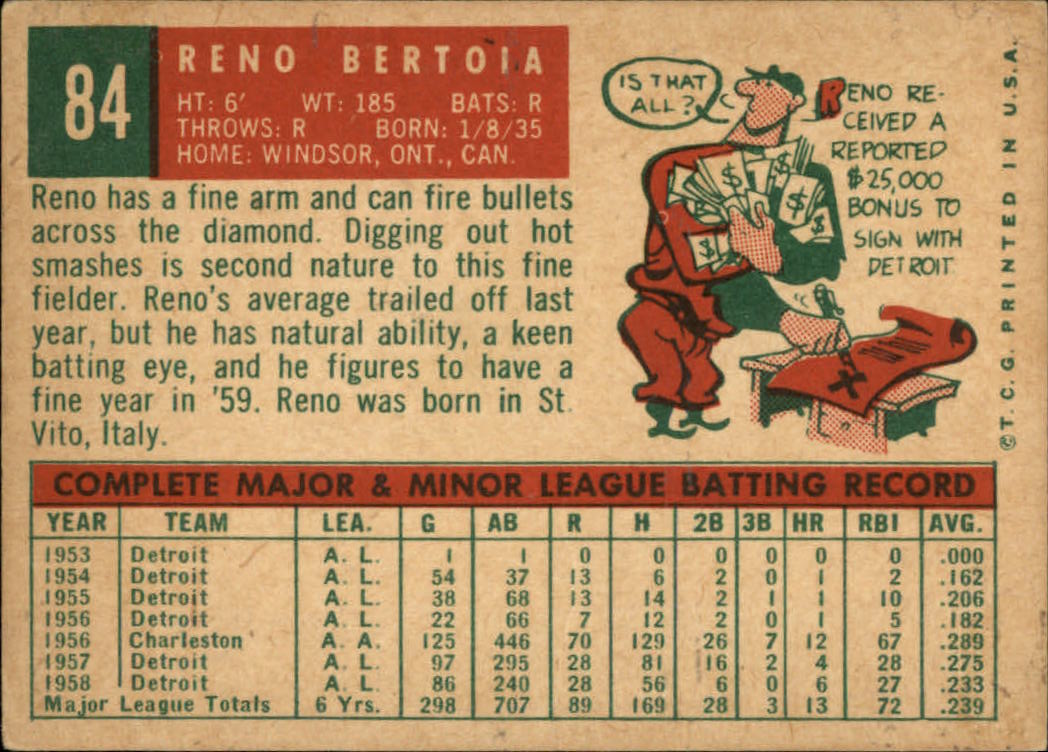 84
RENO BERTOIA
HT: 6' WT: 185 BATS: R
THROWS: R BORN: 1/8/35
HOME: WINDSOR, ONT., CAN.
Reno has a fine arm and can fire bullets
across the diamond. Digging out hot
smashes is second nature to this fine
fielder. Reno's average trailed off last
year, but he has natural ability, a keen
batting eye, and he figures to have a
fine year in '59. Reno was born in St.
Vito, Italy.
IS THAT
ALL?
RENO RE-
CEIVED A
REPORTED
$25,000
BONUS TO
SIGN WITH
DETROIT
$ $ $ $ $
X
©T. C. G. PRINTED IN U.S.A.
COMPLETE MAJOR & MINOR LEAGUE BATTING RECORD
YEAR TEAM LEA. G AB R H 2B 3B HR RBI AVG.
1953 Detroit A. L. 1 1 0 0 0 0 0 0 .000
1954 Detroit A. L. 54 37 13 6 2 0 1 2 .162
1955 Detroit A. L. 38 68 13 14 2 1 1 10 .206
1956 Detroit A. L. 22 66 7 12 2 0 1 5 .182
1956 Charleston A. A. 125 446 70 129 26 7 12 67 .289
1957 Detroit A. L. 97 295 28 81 16 2 4 28 .275
1958 Detroit A. L. 86 240 28 56 6 0 6 27 .233
Major League Totals 6 Yrs. 298 707 89 169 28 3 13 72 .239